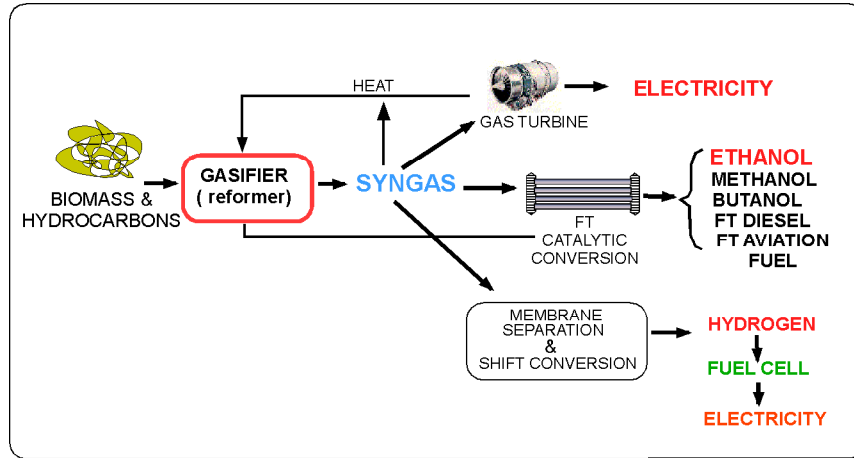 HEAT
GAS TURBINE
ELECTRICITY
BIOMASS &
HYDROCARBONS
GASIFIER
( reformer)
SYNGAS
FT
CATALYTIC
CONVERSION
ETHANOL
METHANOL
BUTANOL
FT DIESEL
FT AVIATION
FUEL
MEMBRANE
SEPARATION
&
SHIFT CONVERSION
HYDROGEN
FUEL CELL
ELECTRICITY